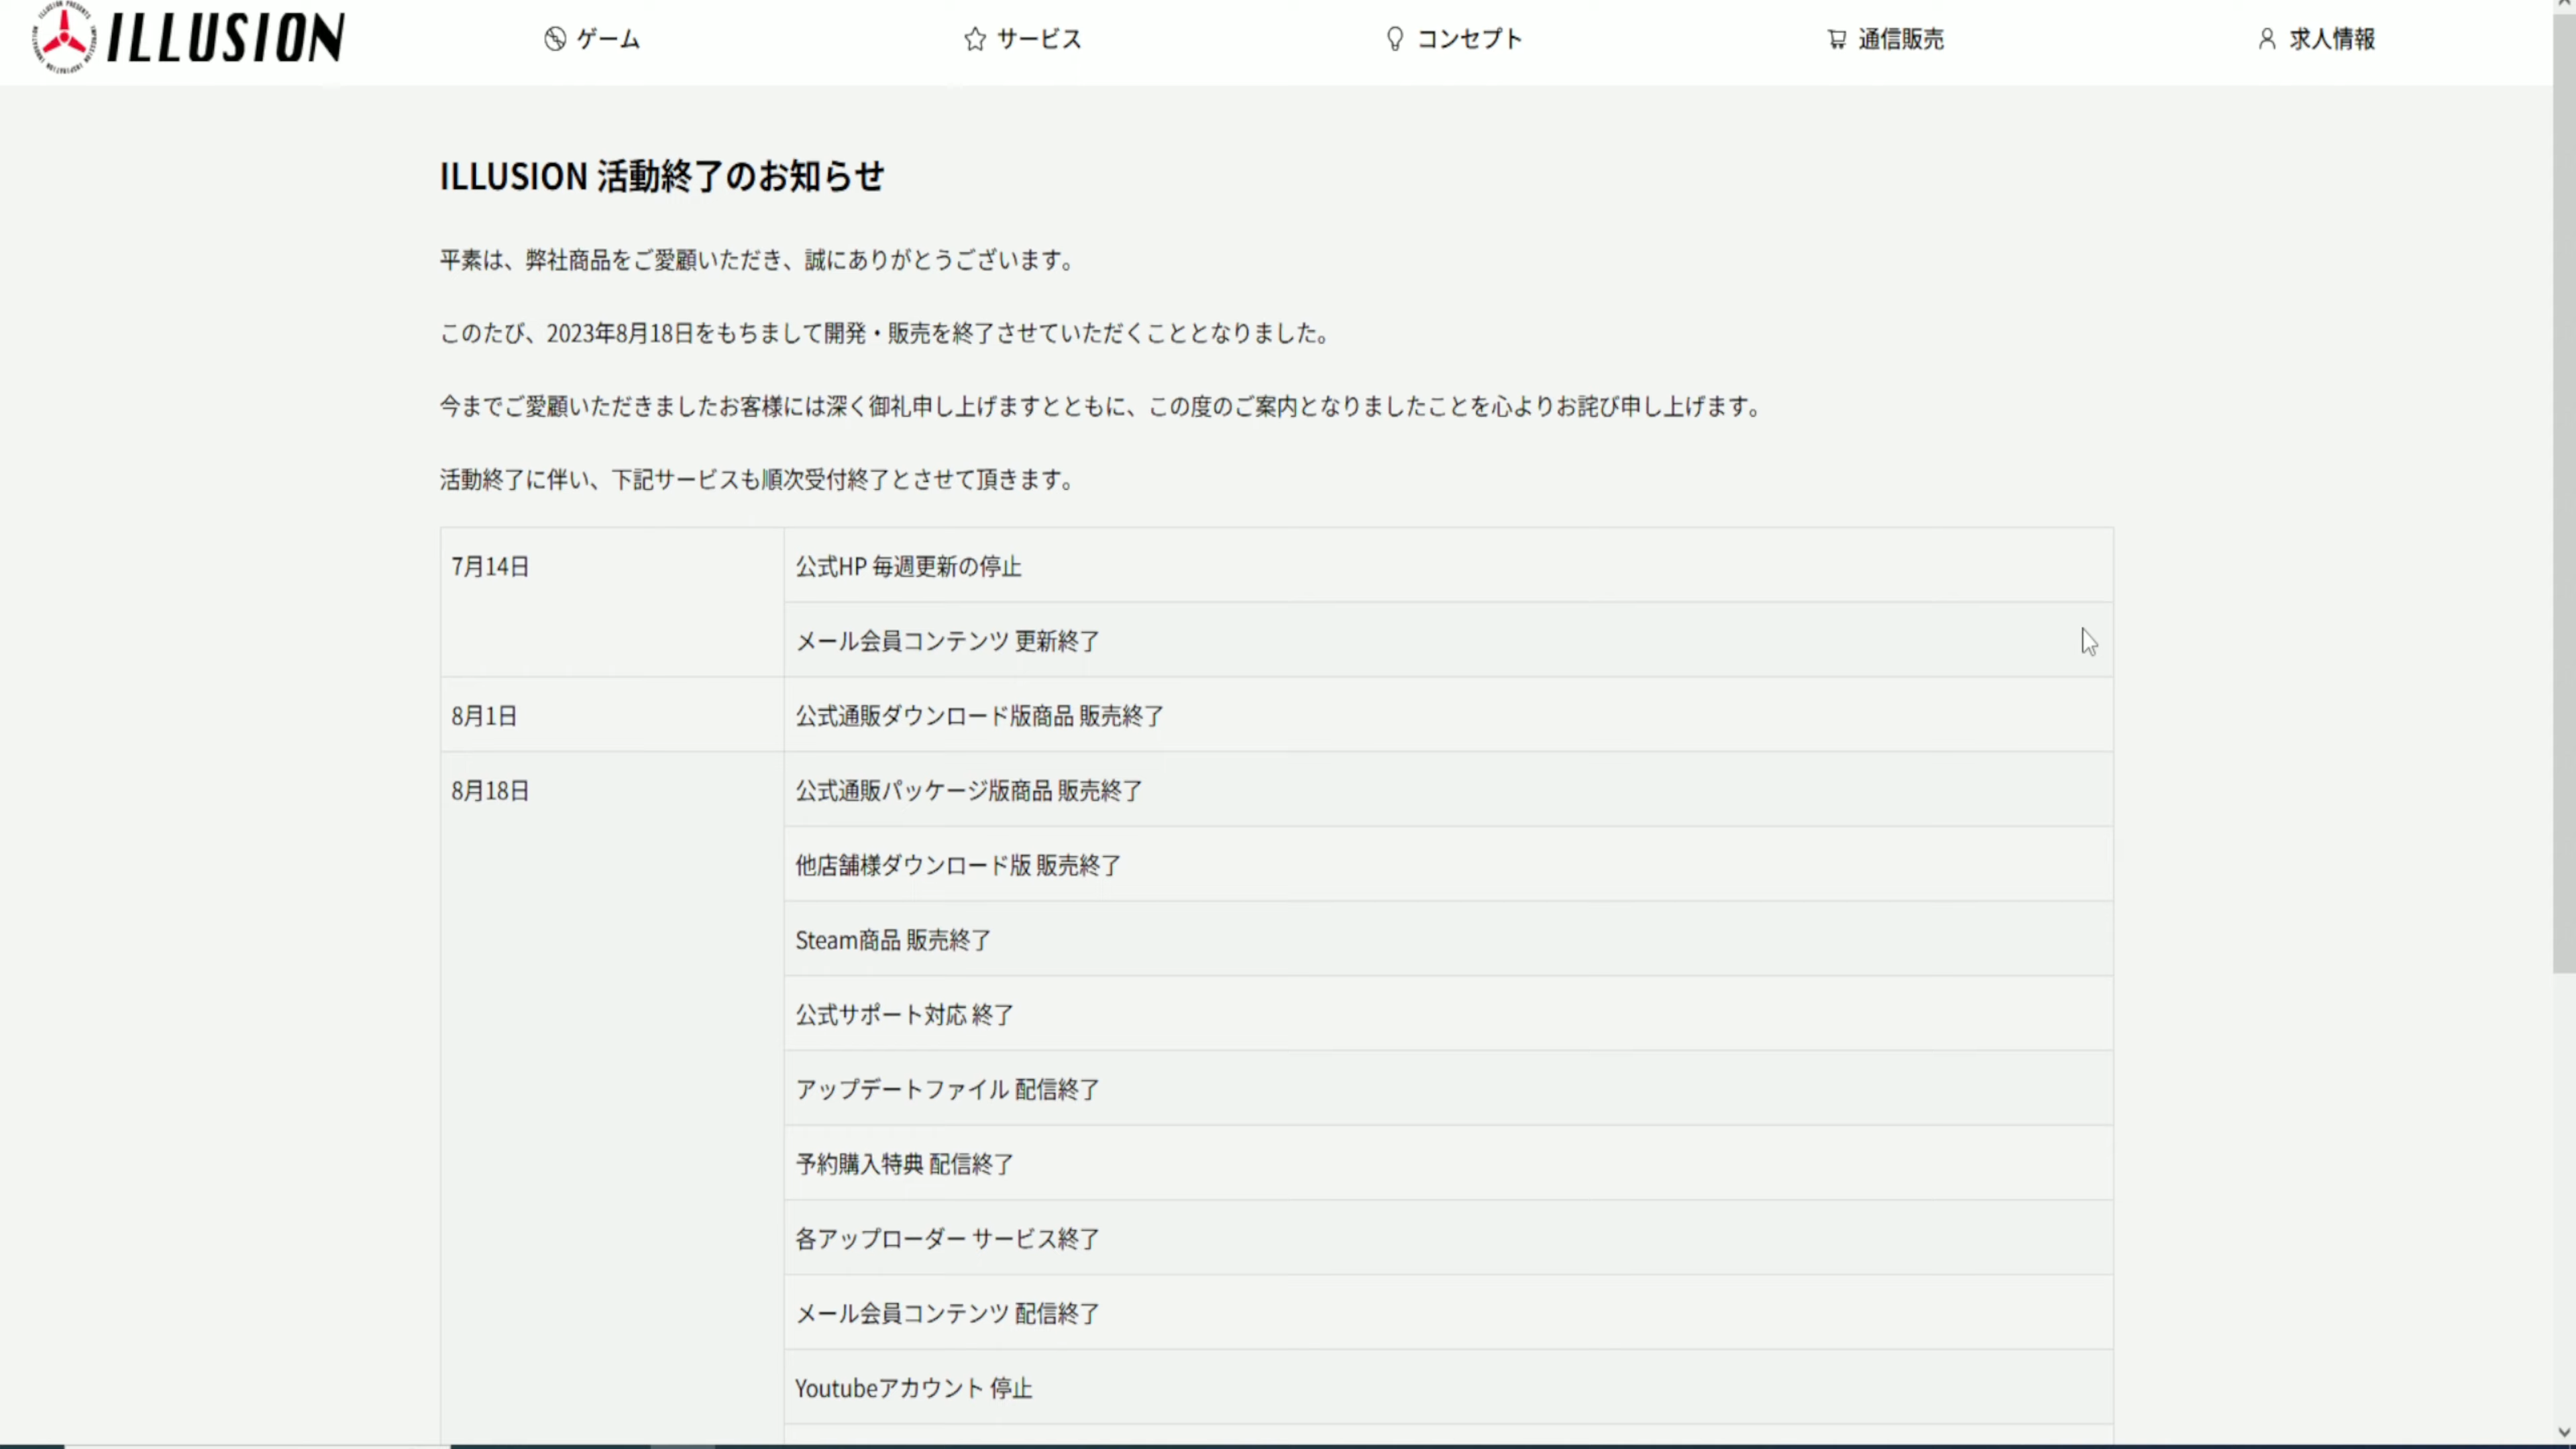 ILLUSION
ゲーム
サービス
コンセプト
通信販売
求人情報
ILLUSION 活動終了のお知らせ
平素は、弊社商品をご愛顧いただき、誠にありがとうございます。
このたび、2023年8月18日をもちまして開発・販売を終了させていただくこととなりました。
今までご愛顧いただきましたお客様には深く御礼申し上げますとともに、この度のご案内となりましたことを心よりお詫び申し上げます。
活動終了に伴い、下記サービスも順次受付終了とさせて頂きます。
7月14日
公式HP 毎週更新の停止
メール会員コンテンツ 更新終了
8月1日
公式通販ダウンロード版商品 販売終了
8月18日
公式通販パッケージ版商品 販売終了
他店舗様ダウンロード版 販売終了
Steam商品 販売終了
公式サポート対応 終了
アップデートファイル 配信終了
予約購入特典 配信終了
各アップローダー サービス終了
メール会員コンテンツ 配信終了
Youtubeアカウント 停止